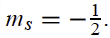 m_s = −½.